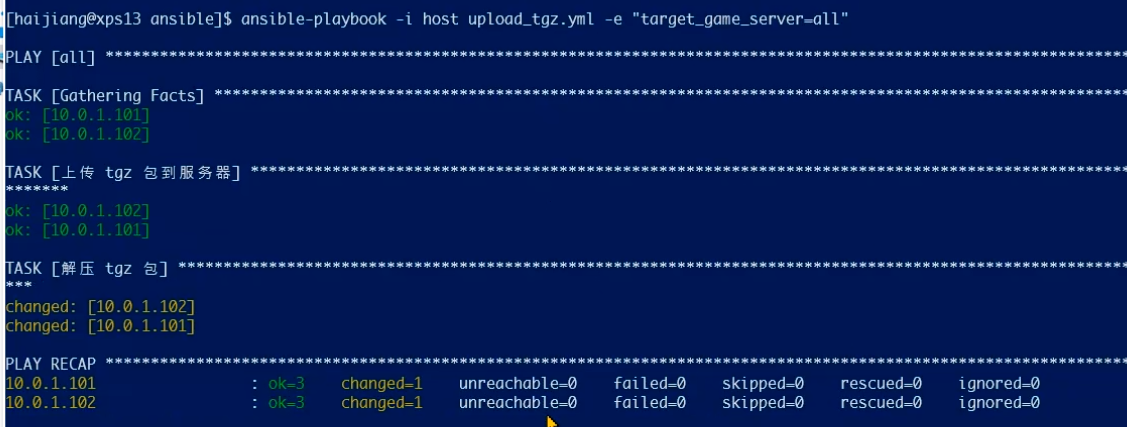 [haijiang@xps13 ansible]$ ansible-playbook -i host upload_tgz.yml -e "target_game_server=all"
PLAY [all] ******************************************************************************************************************
TASK [Gathering Facts] ******************************************************************************************************
ok: [10.0.1.101]
ok: [10.0.1.102]
TASK [上传 tgz 包到服务器] **************************************************************************************************
*******
ok: [10.0.1.102]
ok: [10.0.1.101]
TASK [解压 tgz 包] **********************************************************************************************************
***
changed: [10.0.1.102]
changed: [10.0.1.101]
PLAY RECAP ******************************************************************************************************************
10.0.1.101 : ok=3 changed=1 unreachable=0 failed=0 skipped=0 rescued=0 ignored=0
10.0.1.102 : ok=3 changed=1 unreachable=0 failed=0 skipped=0 rescued=0 ignored=0